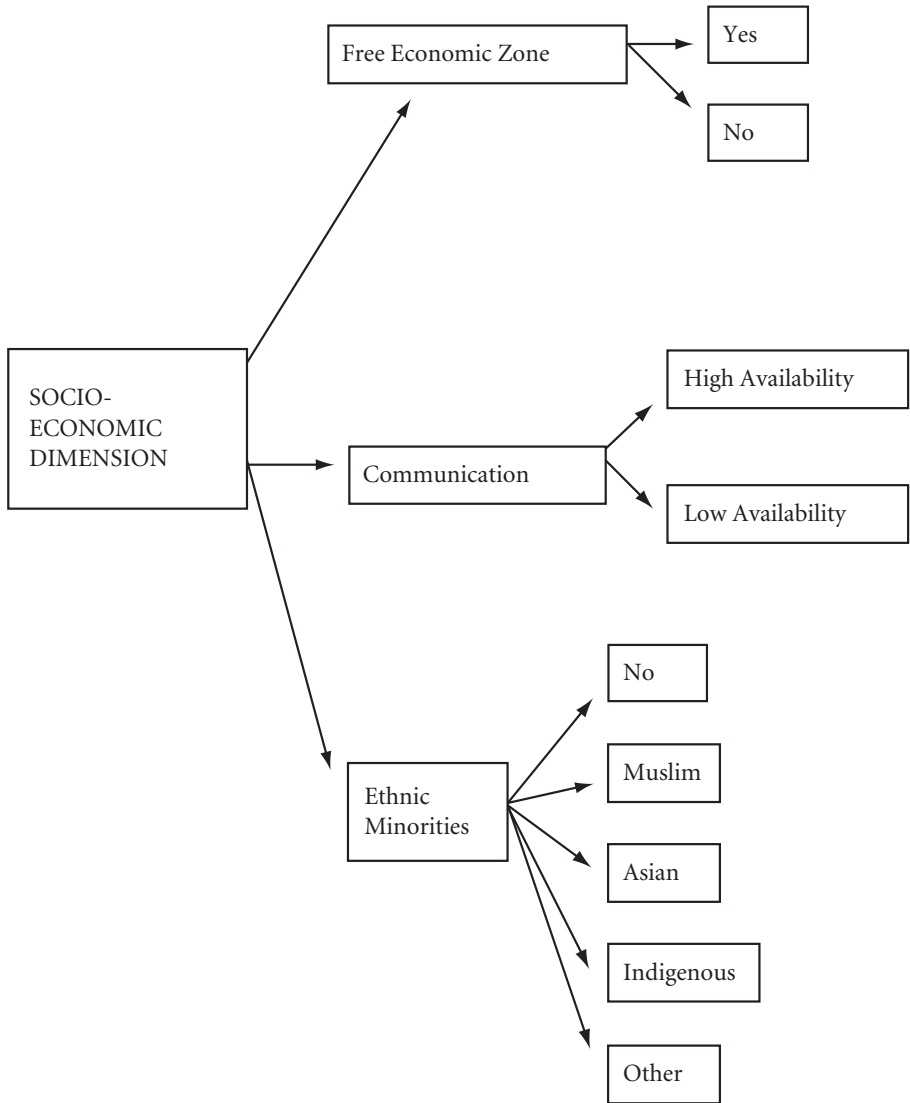 Free Economic Zone
Yes
No
SOCIO-
ECONOMIC
DIMENSION
Communication
High Availability
Low Availability
Ethnic
Minorities
No
Muslim
Asian
Indigenous
Other